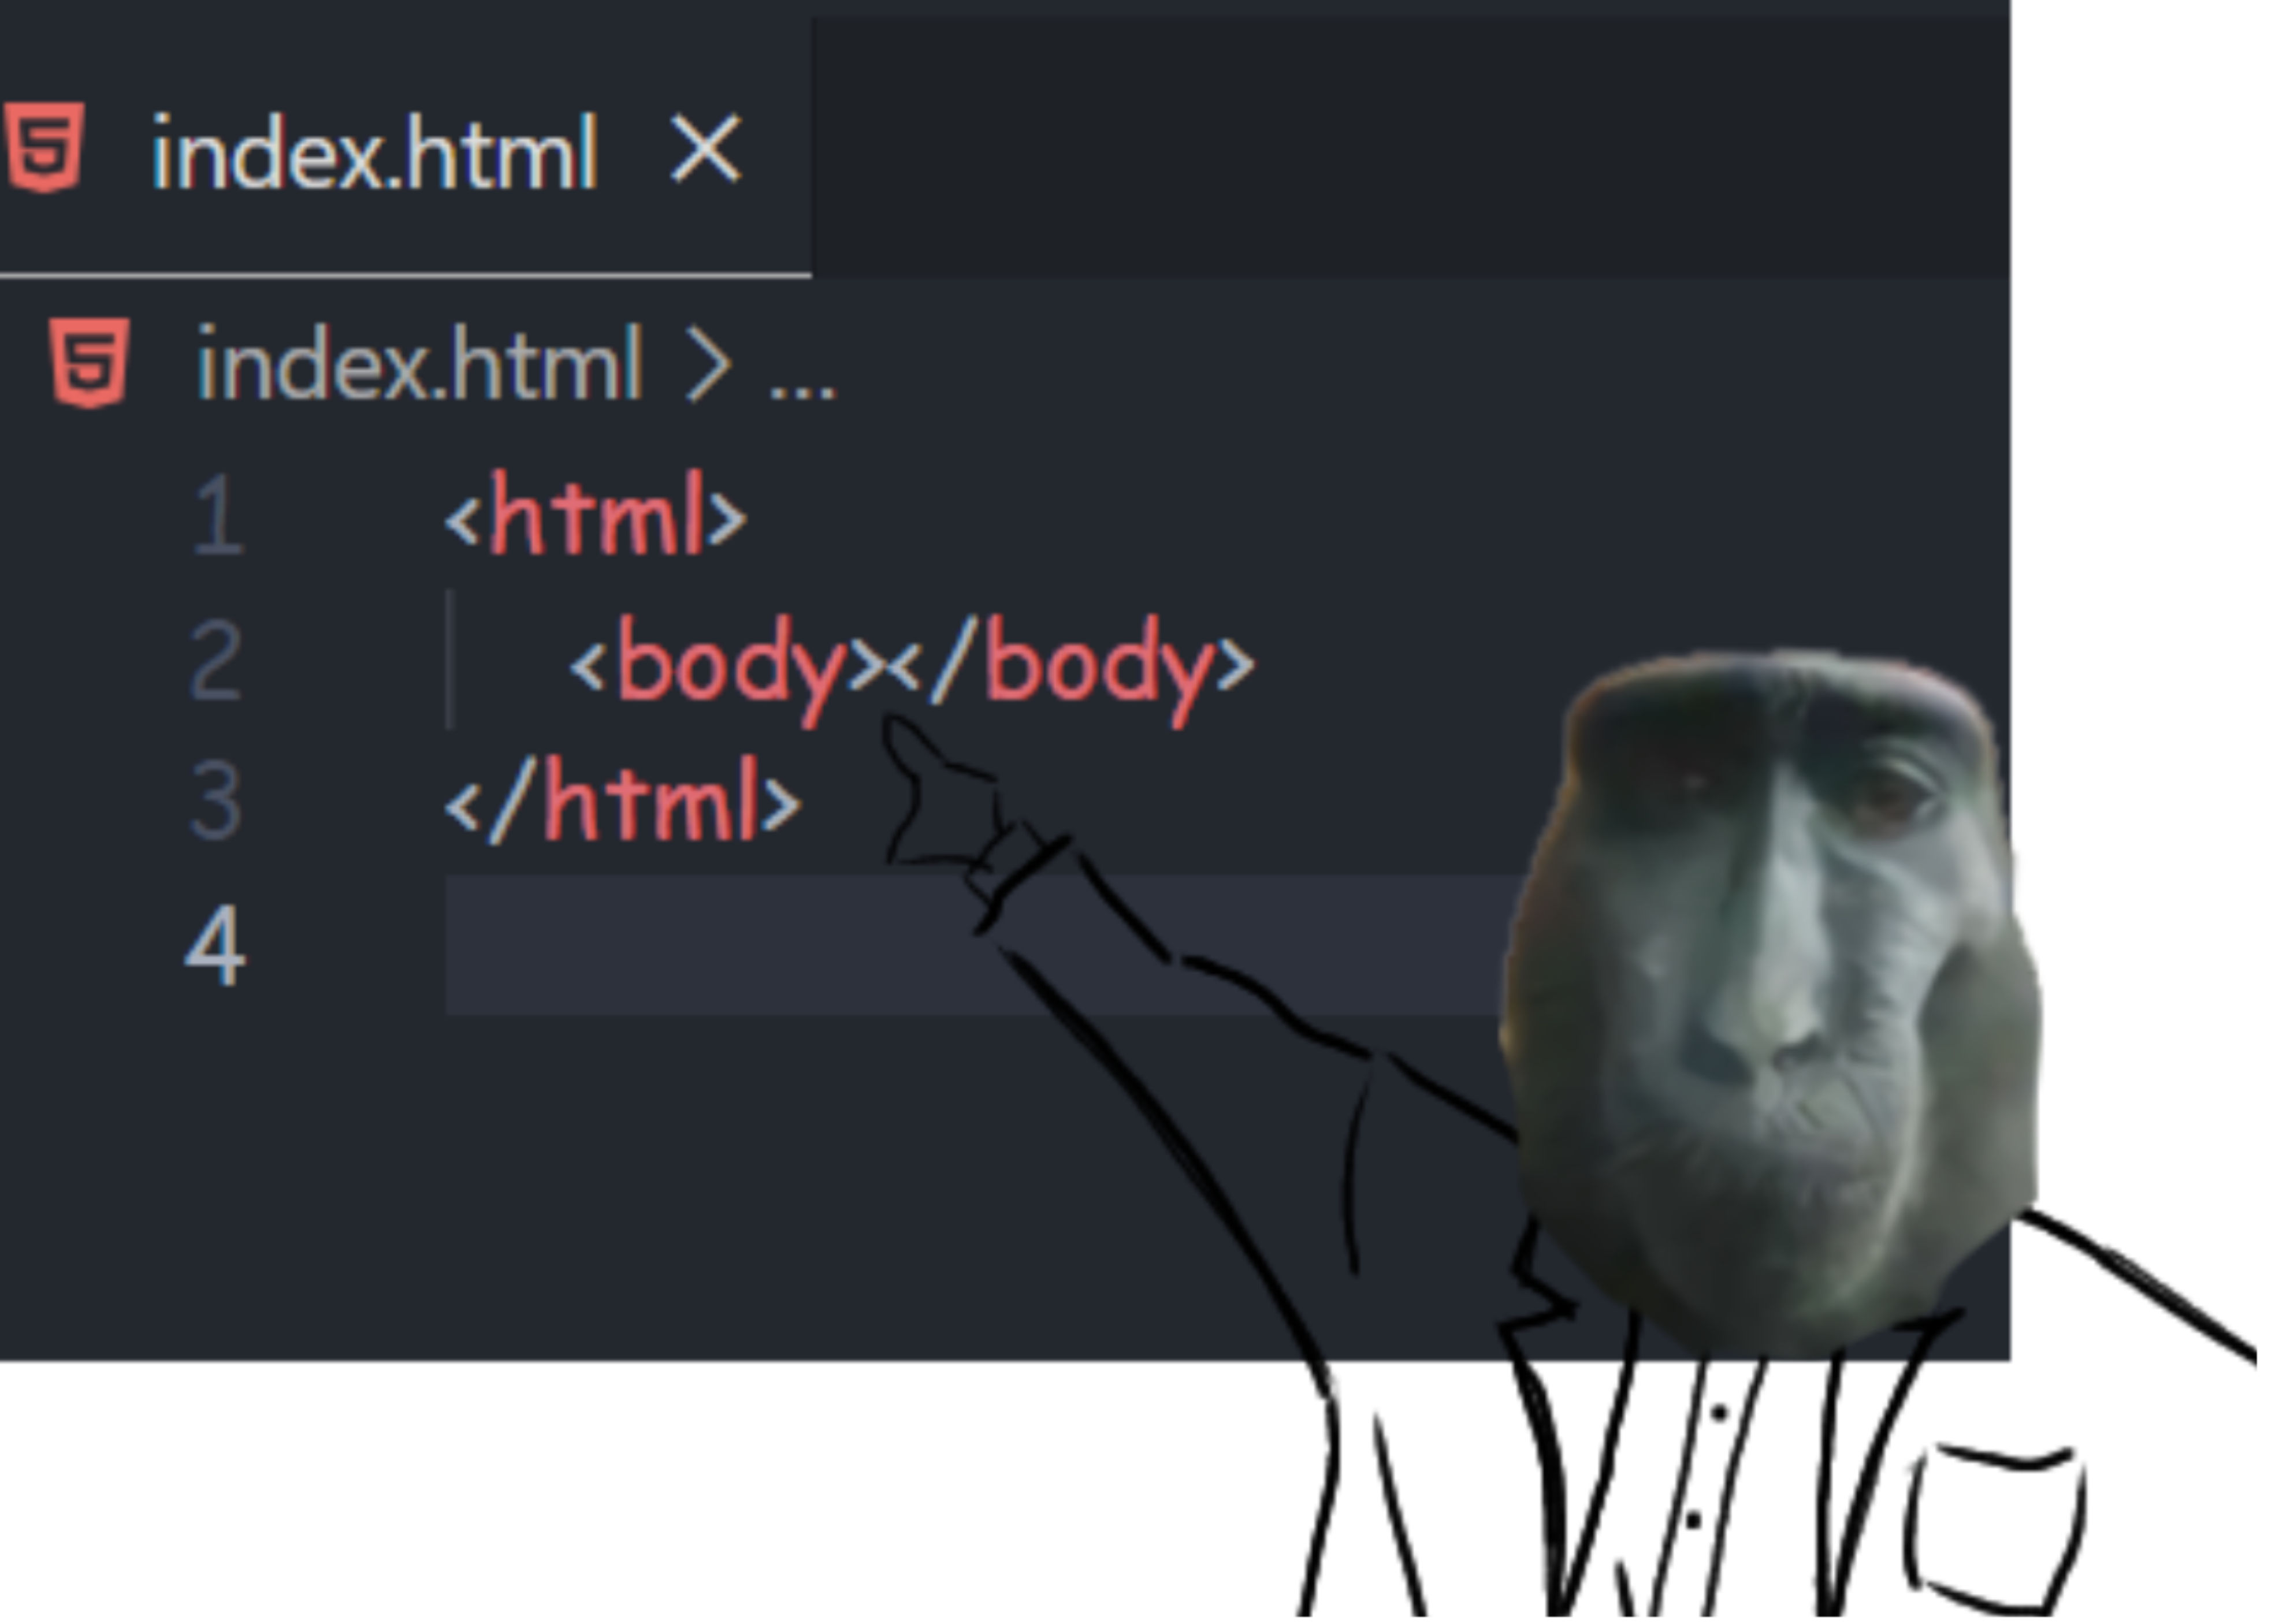 index.html
index.html > ...
1 <html>
2 <body></body>
3 </html>
4